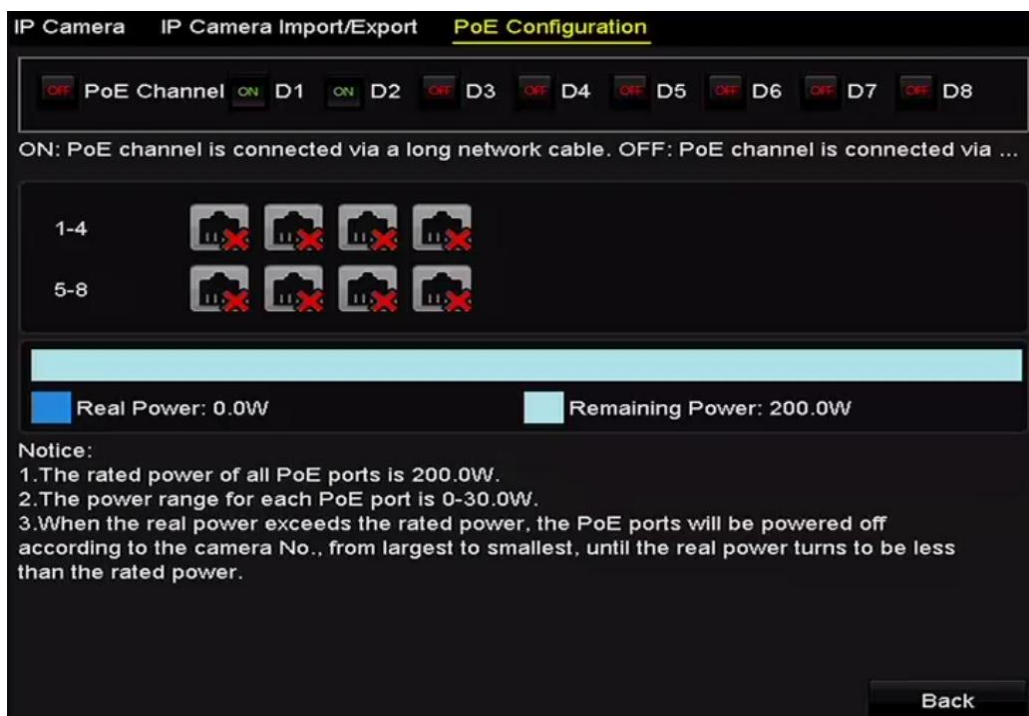 IP Camera IP Camera Import/Export PoE Configuration
OFF PoE Channel ON D1 ON D2 OFF D3 OFF D4 OFF D5 OFF D6 OFF D7 OFF D8
ON: PoE channel is connected via a long network cable. OFF: PoE channel is connected via ...
1-4
5-8
Real Power: 0.0W Remaining Power: 200.0W
Notice:
1.The rated power of all PoE ports is 200.0W.
2.The power range for each PoE port is 0-30.0W.
3.When the real power exceeds the rated power, the PoE ports will be powered off
according to the camera No., from largest to smallest, until the real power turns to be less
than the rated power.
Back